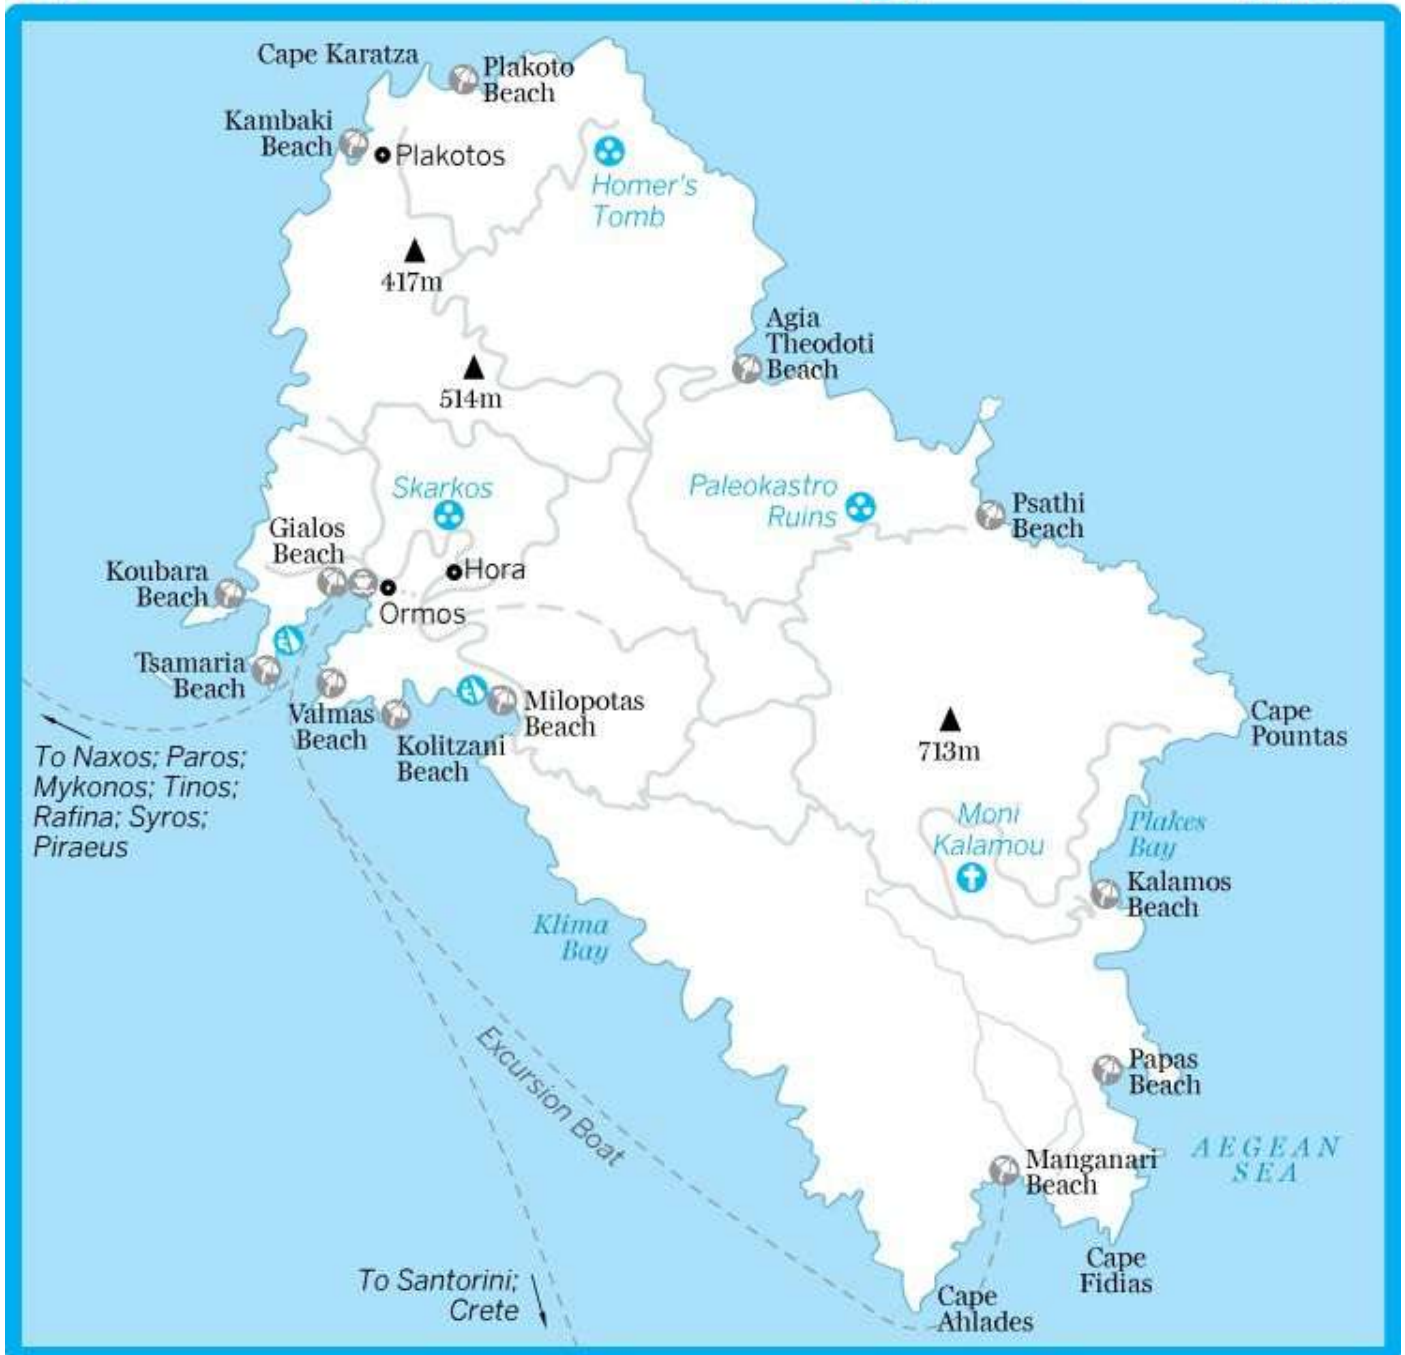 Cape Karatza
Plakoto
Beach
Kambaki
Beach
Plakotos
Homer's
Tomb
417m
Agia
Theodoti
Beach
514m
Skarkos
Paleokastro
Ruins
Psathi
Beach
Gialos
Beach
Koubara
Beach
Hora
Ormos
Tsamaria
Beach
Valmas
Beach
Kolitzani
Beach
Milopotas
Beach
Cape
Pountas
713m
To Naxos; Paros;
Mykonos; Tinos;
Rafina; Syros;
Piraeus
Moni
Kalamou
Plakes
Bay
Kalamos
Beach
Klima
Bay
Excursion Boat
Papas
Beach
AEGEAN
SEA
Manganari
Beach
Cape
Fidias
To Santorini;
Crete
Cape
Ahlades